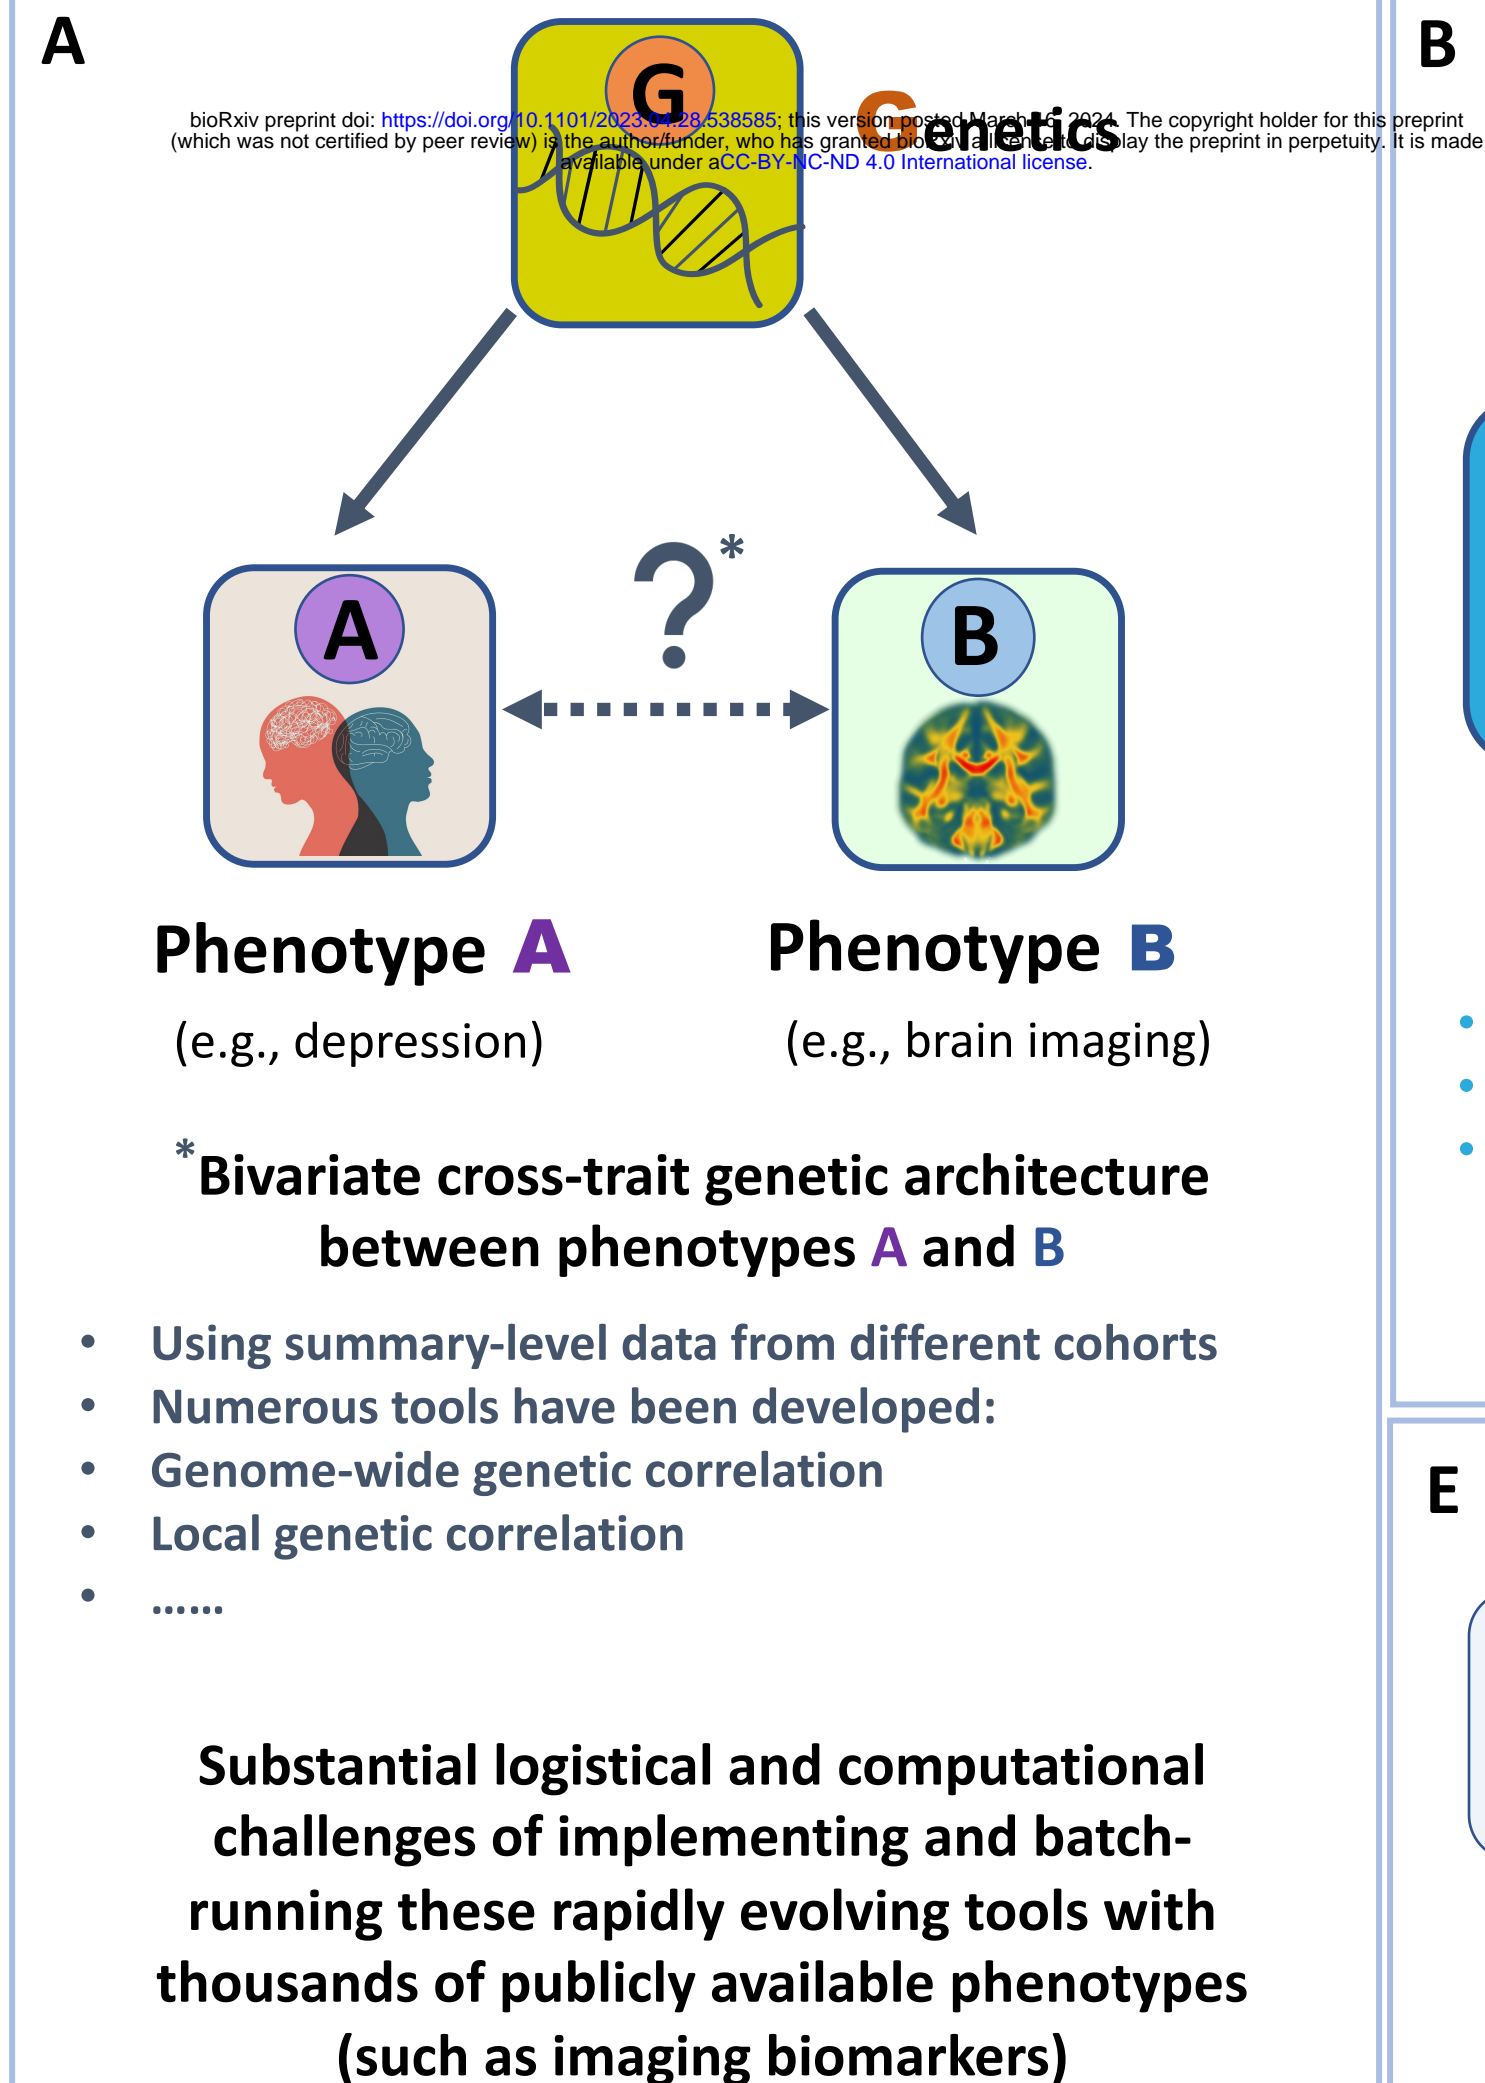 A
B
G
Genetics
bioRxiv preprint doi: https://doi.org/10.1101/2023.04.28.538585; this version posted March 16, 2024. The copyright holder for this preprint
(which was not certified by peer review) is the author/funder, who has granted bioRxiv a license to display the preprint in perpetuity. It is made
available under aCC-BY-NC-ND 4.0 International license.
?*
A
B
Phenotype A
Phenotype B
(e.g., depression)
(e.g., brain imaging)
*Bivariate cross-trait genetic architecture
between phenotypes A and B
• Using summary-level data from different cohorts
• Numerous tools have been developed:
• Genome-wide genetic correlation
• Local genetic correlation
• ......
E
Substantial logistical and computational
challenges of implementing and batch-
running these rapidly evolving tools with
thousands of publicly available phenotypes
(such as imaging biomarkers)